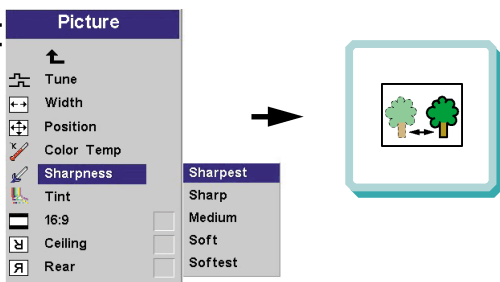 Picture
Tune
Width
Position
Color Temp
Sharpness
Tint
16:9
Ceiling
Rear
Sharpest
Sharp
Medium
Soft
Softest